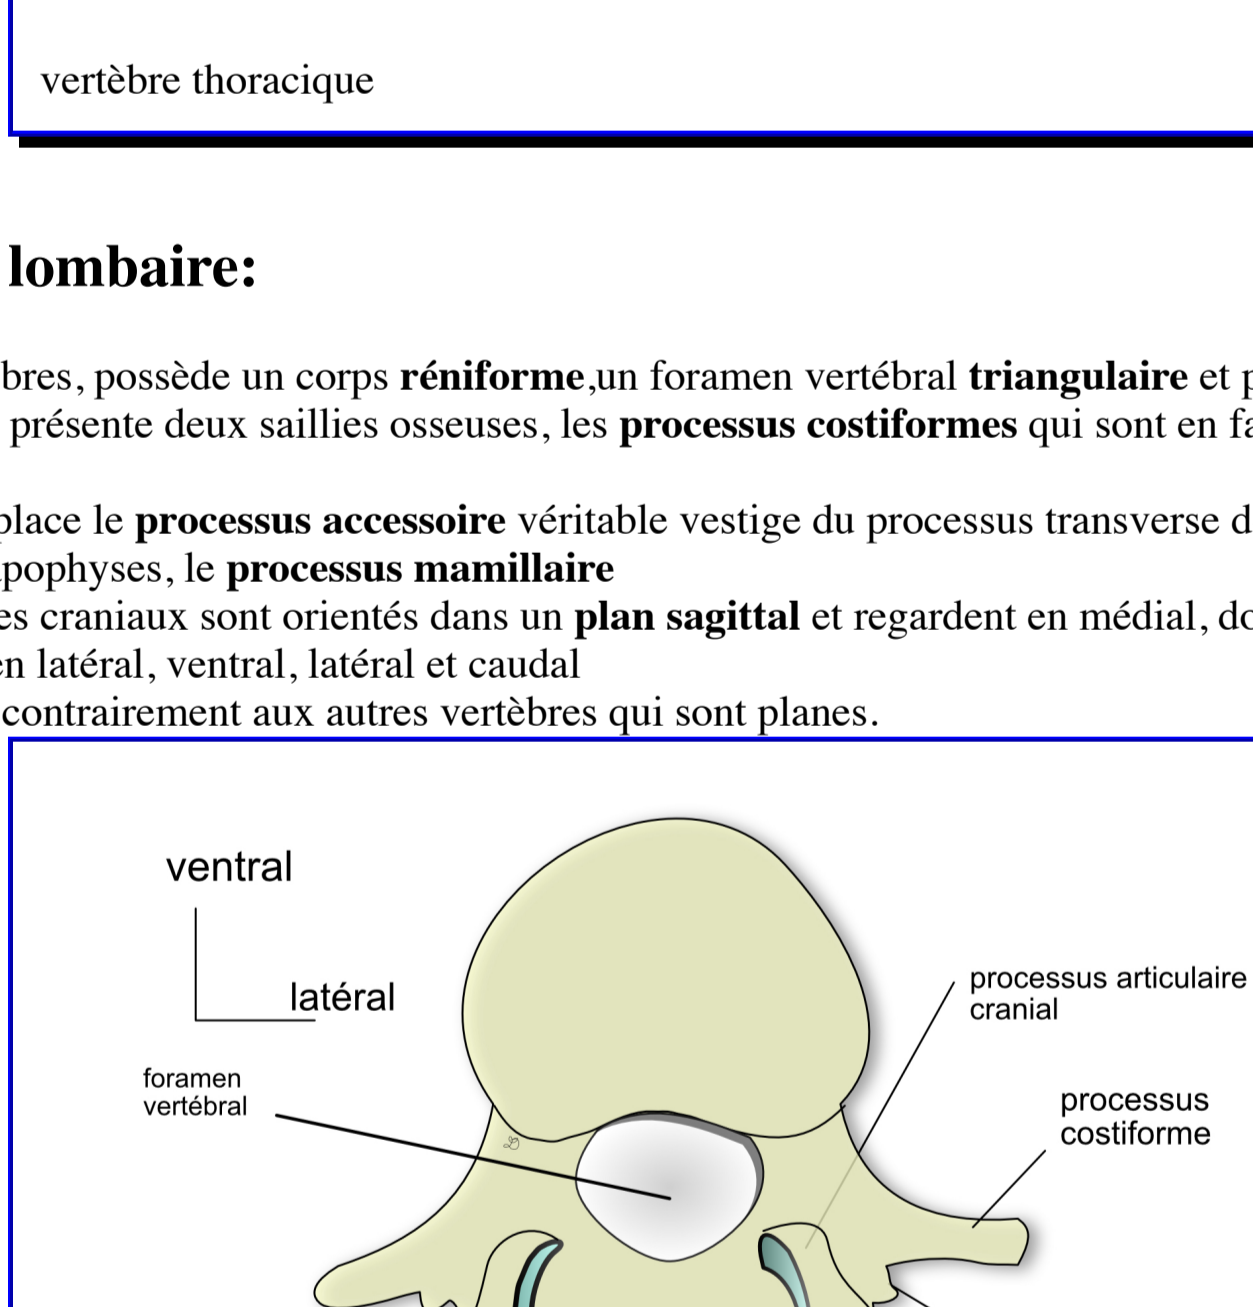 vertèbre thoracique
lombaire:
bres, possède un corps réniforme,un foramen vertébral triangulaire et p
présente deux saillies osseuses, les processus costiformes qui sont en fa
place le processus accessoire véritable vestige du processus transverse d
apophyses, le processus mamillaire
es craniaux sont orientés dans un plan sagittal et regardent en médial, do
en latéral, ventral, latéral et caudal
contrairement aux autres vertèbres qui sont planes.
ventral
latéral
processus articulaire
cranial
foramen
vertébral
processus
costiforme